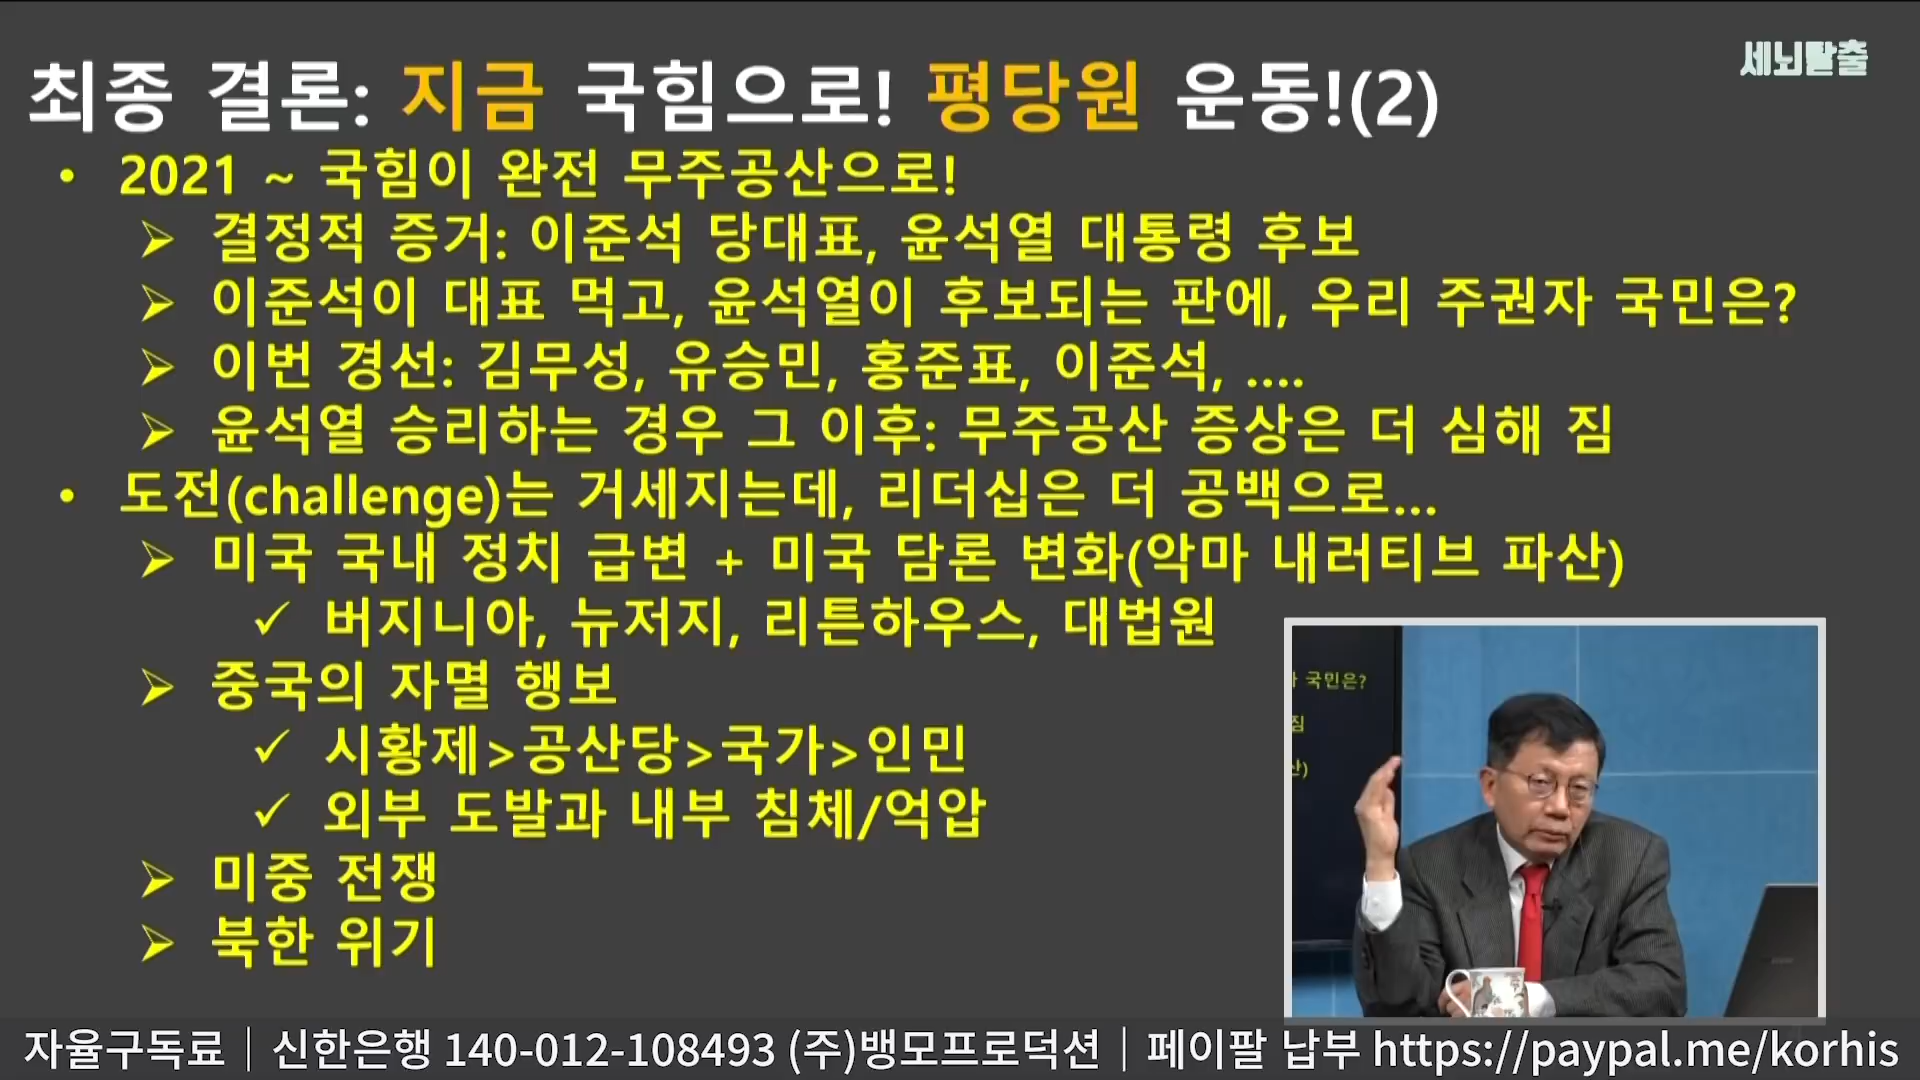 세뇌탈출
최종 결론: 지금 국힘으로! 평당원 운동!(2)
• 2021 ~ 국힘이 완전 무주공산으로!
➢ 결정적 증거: 이준석 당대표, 윤석열 대통령 후보
➢ 이준석이 대표 먹고, 윤석열이 후보되는 판에, 우리 주권자 국민은?
➢ 이번 경선: 김무성, 유승민, 홍준표, 이준석, ....
➢ 윤석열 승리하는 경우 그 이후: 무주공산 증상은 더 심해 짐
• 도전(challenge)는 거세지는데, 리더십은 더 공백으로...
➢ 미국 국내 정치 급변 + 미국 담론 변화(악마 내러티브 파산)
✓ 버지니아, 뉴저지, 리튼하우스, 대법원
➢ 중국의 자멸 행보
✓ 시황제>공산당>국가>인민
✓ 외부 도발과 내부 침체/억압
➢ 미중 전쟁
➢ 북한 위기
국민은?
짐
산)
자율구독료｜신한은행 140-012-108493 (주)뱅모프로덕션｜페이팔 납부 https://paypal.me/korhis